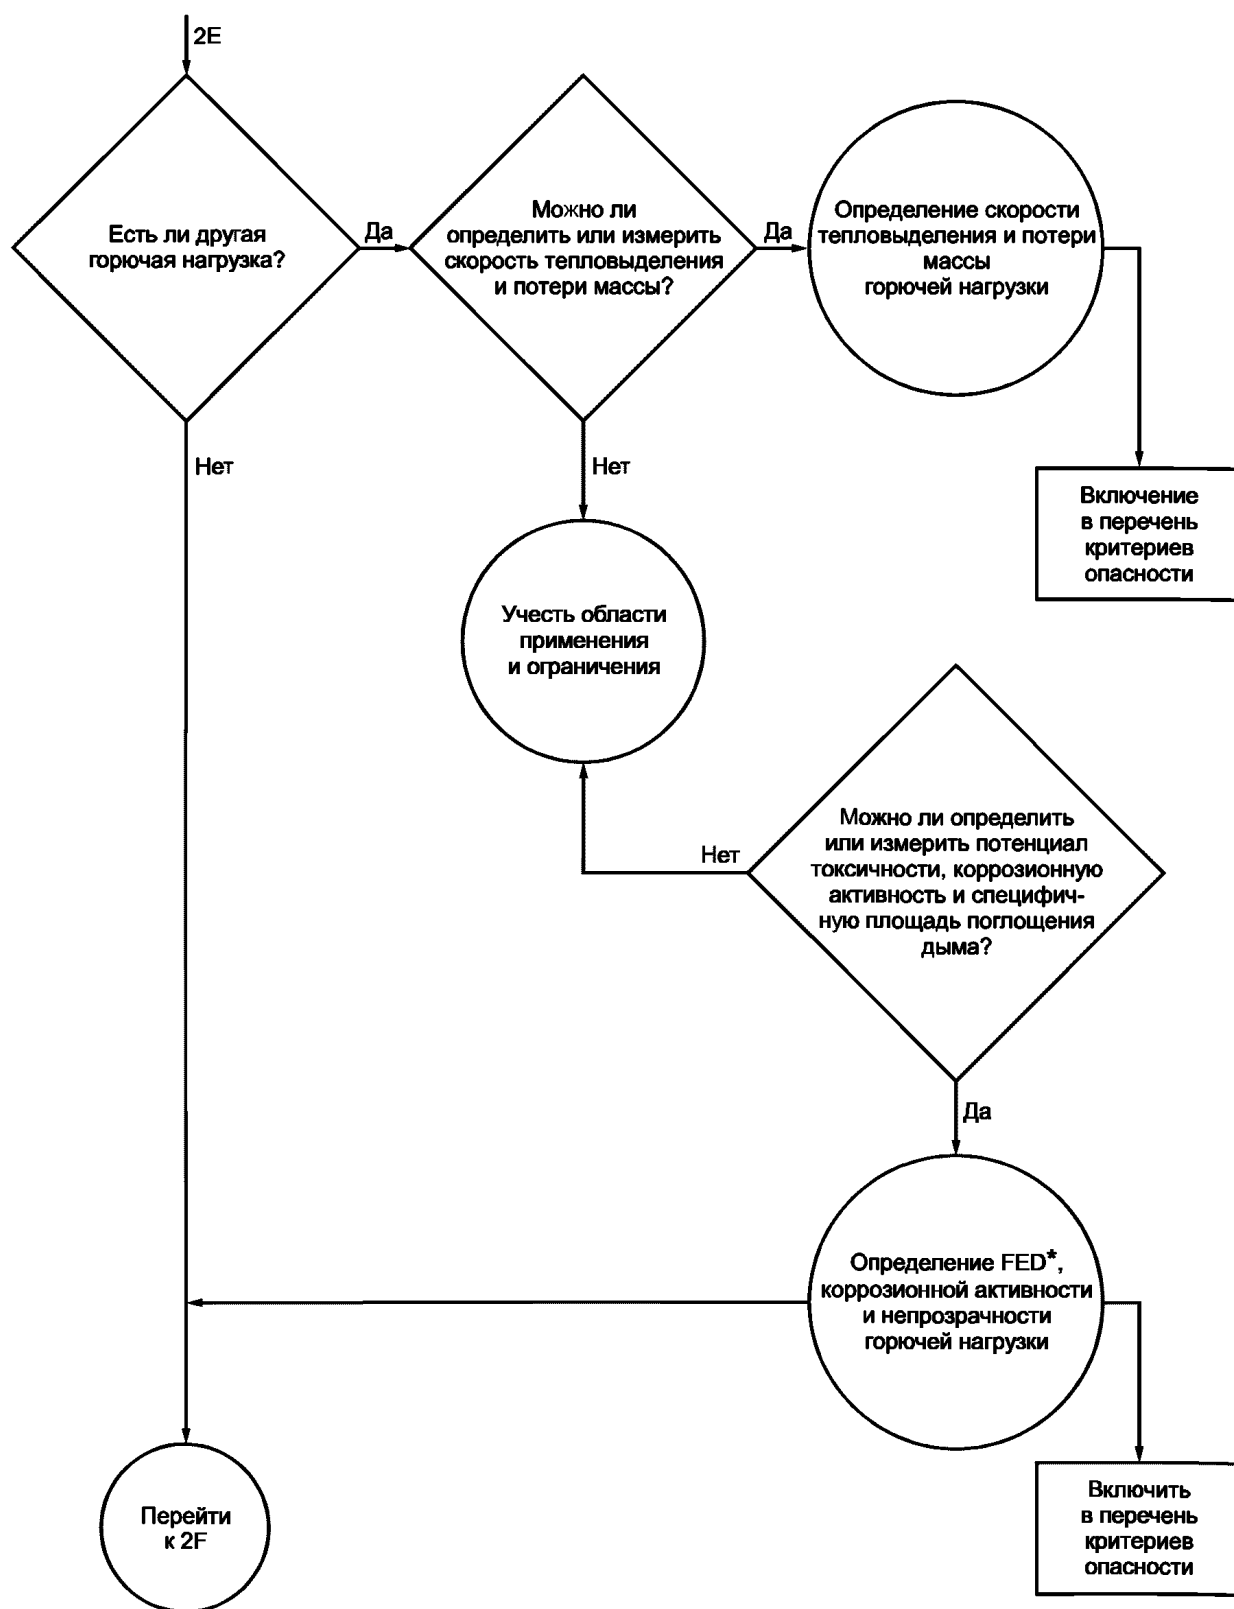 2E
Есть ли другая
горючая нагрузка?
Да
Можно ли
определить или измерить
скорость тепловыделения
и потери массы?
Да
Определение скорости
тепловыделения и потери
массы
горючей нагрузки
Нет
Нет
Включение
в перечень
критериев
опасности
Учесть области
применения
и ограничения
Можно ли определить
или измерить потенциал
токсичности, коррозионную
активность и специфич-
ную площадь поглощения
дыма?
Нет
Да
Определение FED*,
коррозионной активности
и непрозрачности
горючей нагрузки
Перейти
к 2F
Включить
в перечень
критериев
опасности